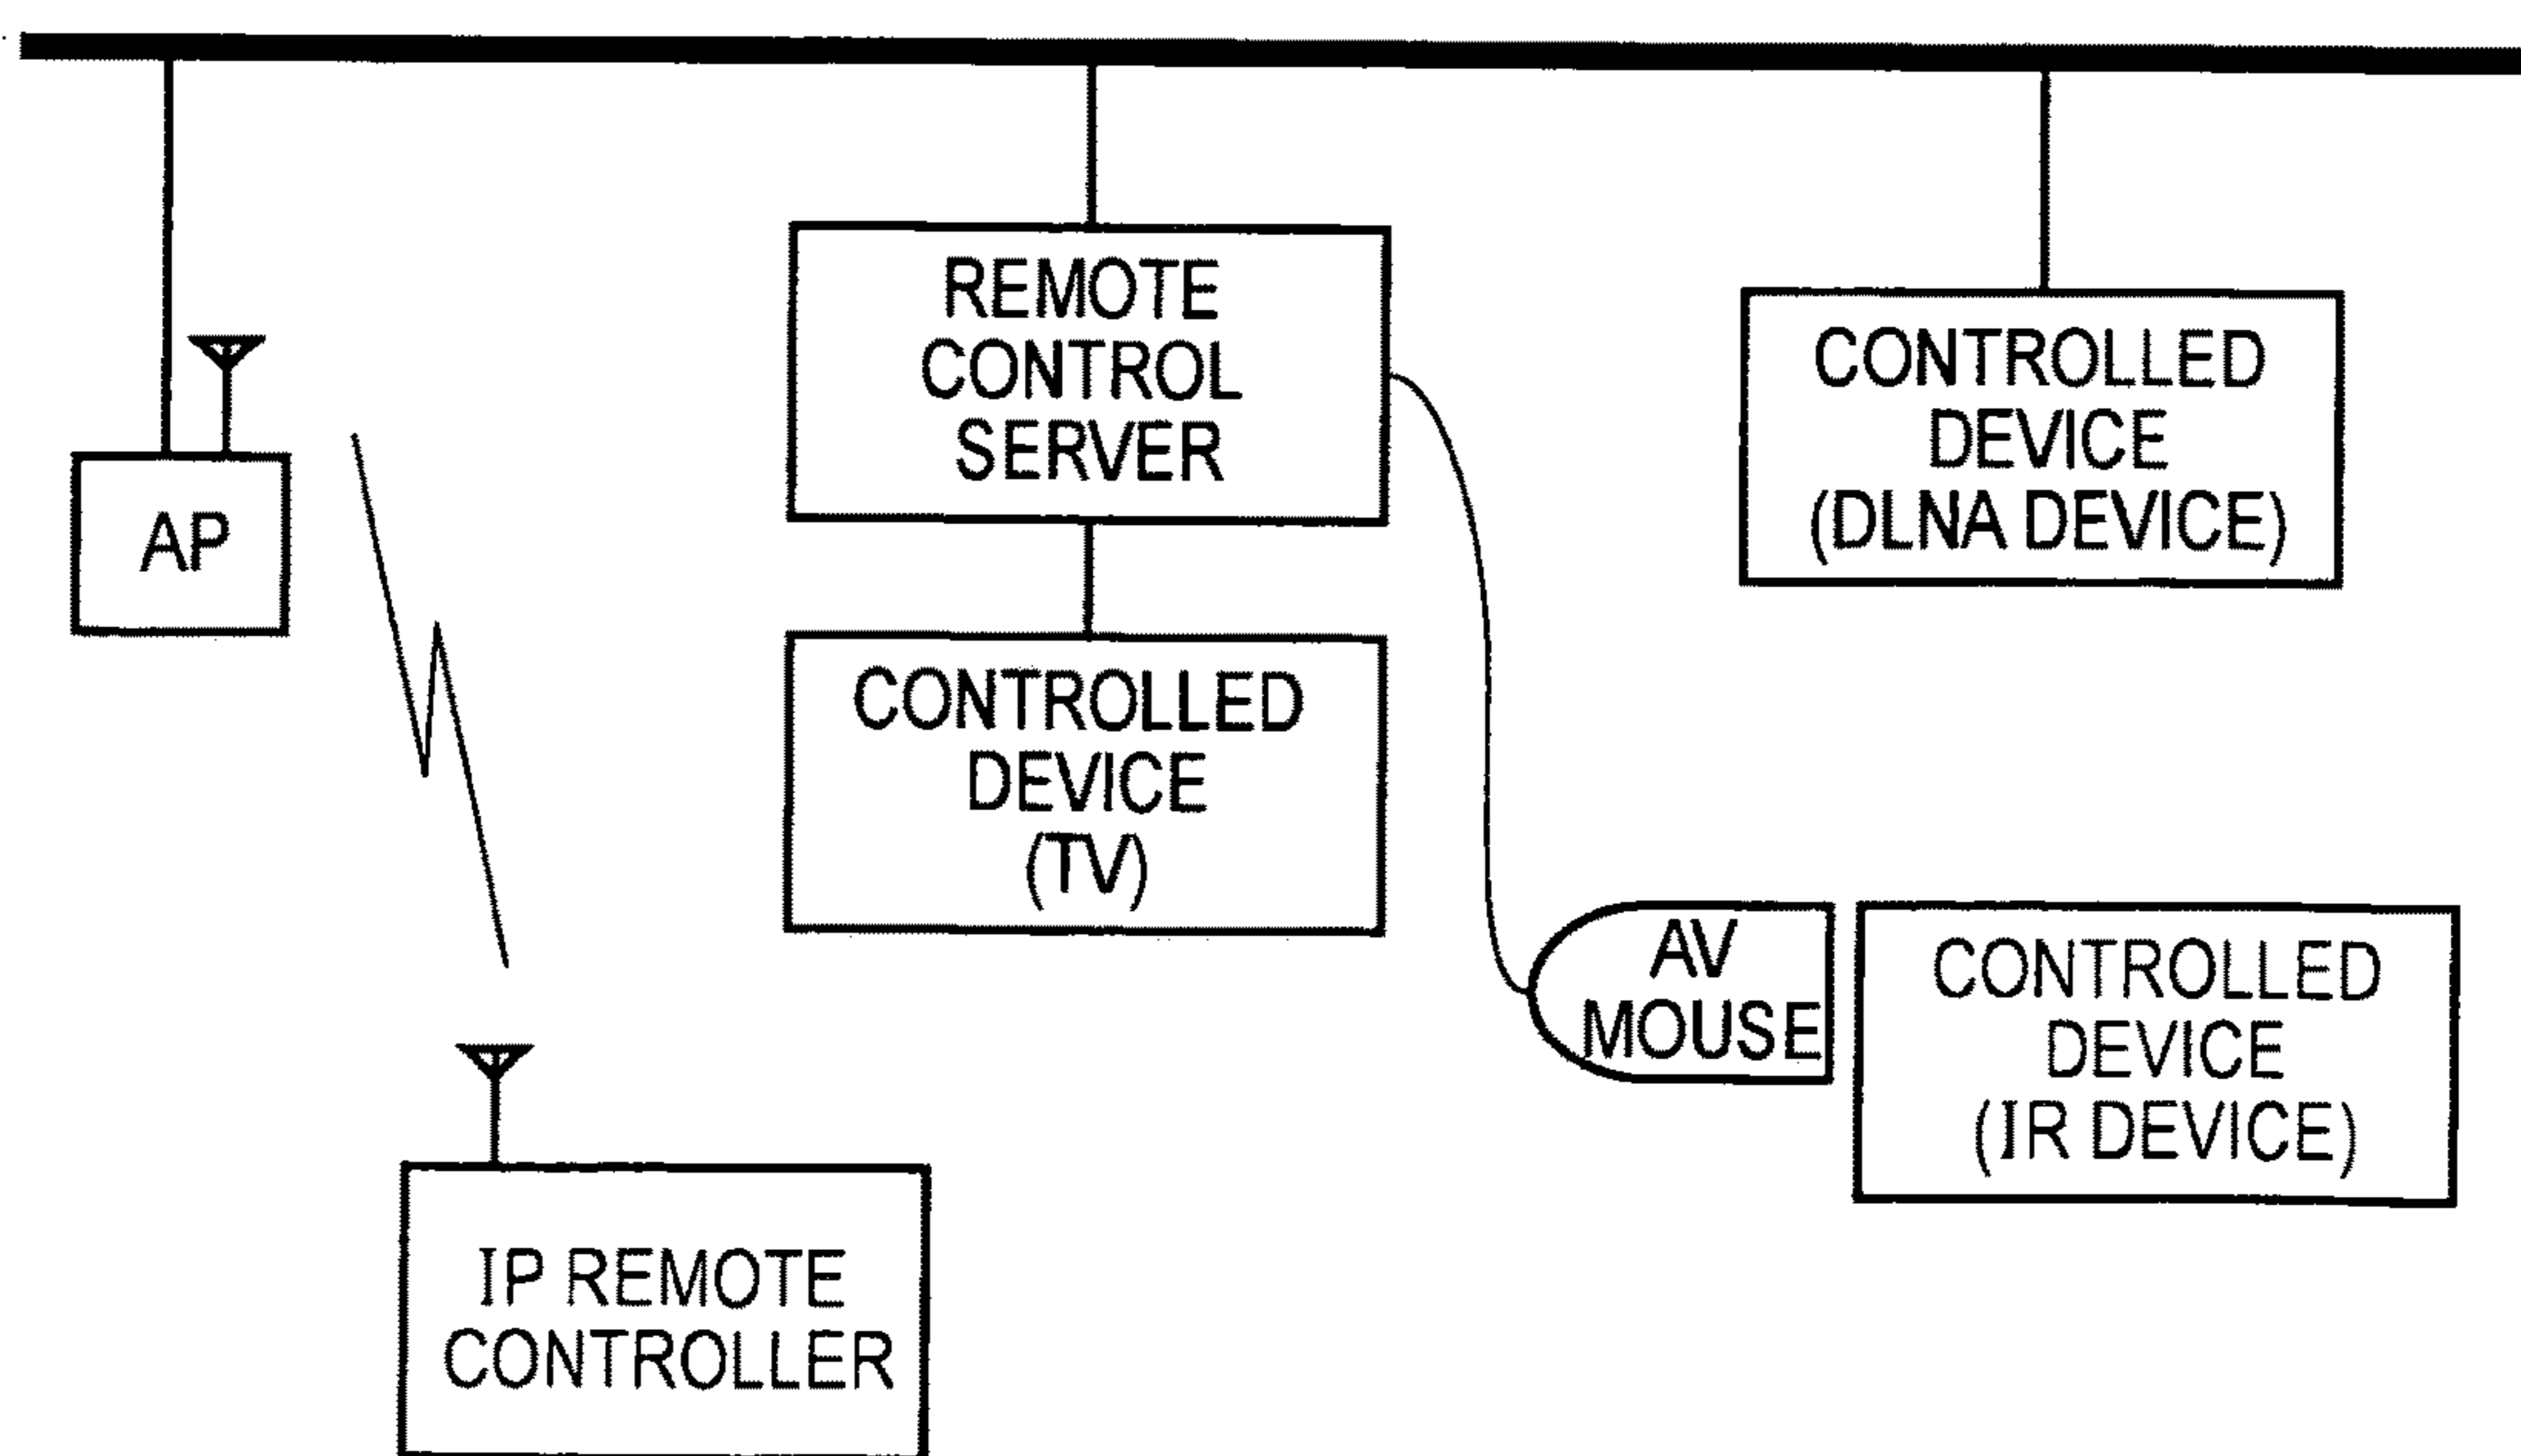 REMOTE
CONTROL
SERVER
CONTROLLED
DEVICE
(DLNA DEVICE)
AP
CONTROLLED
DEVICE
(TV)
AV
MOUSE
CONTROLLED
DEVICE
(IR DEVICE)
IP REMOTE
CONTROLLER